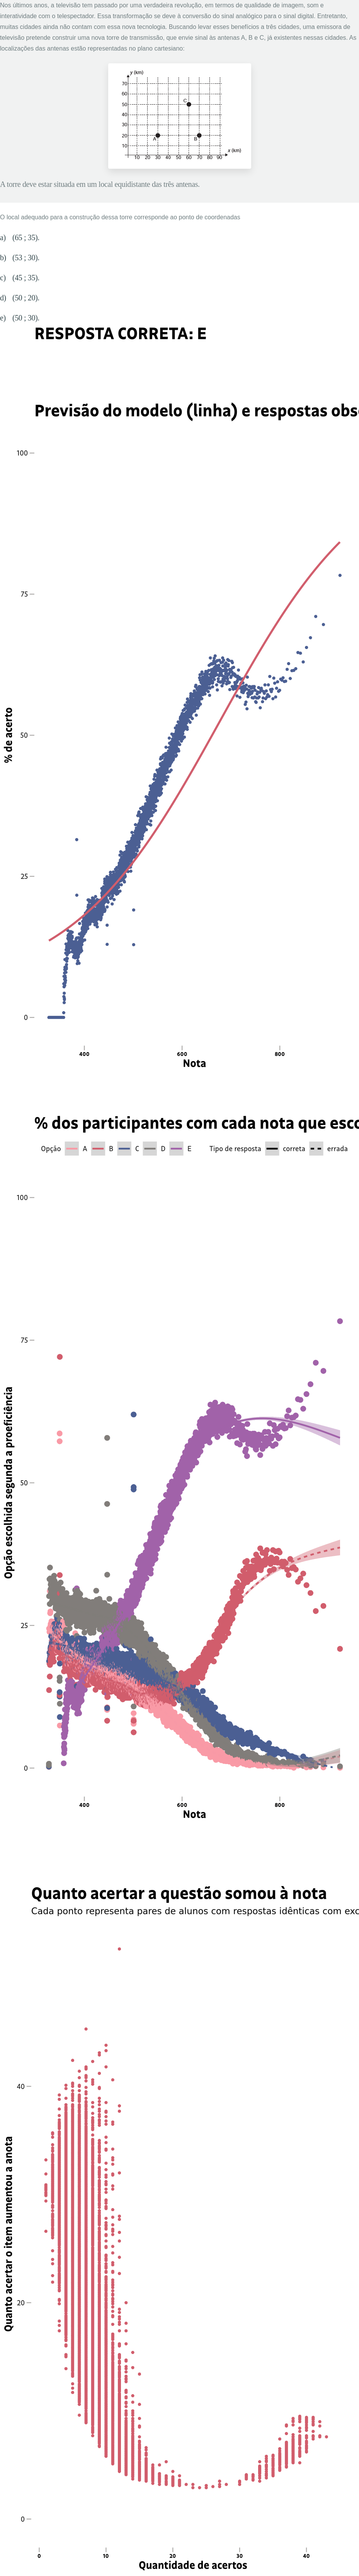 Nos últimos anos, a televisão tem passado por uma verdadeira revolução, em termos de qualidade de imagem, som e
interatividade com o telespectador. Essa transformação se deve à conversão do sinal analógico para o sinal digital. Entretanto,
muitas cidades ainda não contam com essa nova tecnologia. Buscando levar esses benefícios a três cidades, uma emissora de
televisão pretende construir uma nova torre de transmissão, que envie sinal às antenas A, B e C, já existentes nessas cidades. As
localizações das antenas estão representadas no plano cartesiano:
y (km)
70
60
50
40
30
20
10
C
A
B
x (km)
10 20 30 40 50 60 70 80 90
A torre deve estar situada em um local equidistante das três antenas.
O local adequado para a construção dessa torre corresponde ao ponto de coordenadas
a) (65 ; 35).
b) (53 ; 30).
c) (45 ; 35).
d) (50 ; 20).
e) (50 ; 30).
RESPOSTA CORRETA: E
Previsão do modelo (linha) e respostas obs
100
75
50
25
0
% de acerto
400 600 800
Nota
% dos participantes com cada nota que esco
Opção A B C D E Tipo de resposta correta errada
100
75
50
25
0
Opção escolhida segunda a proeficiência
400 600 800
Nota
Quanto acertar a questão somou à nota
Cada ponto representa pares de alunos com respostas idênticas com exc
40
20
0
Quanto acertar o item aumentou a anota
0 10 20 30 40
Quantidade de acertos